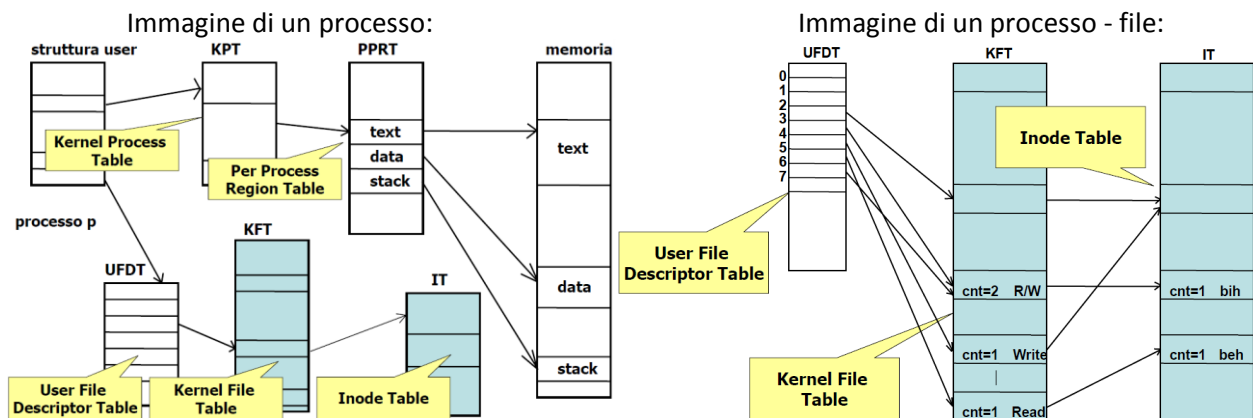 Immagine di un processo:
struttura user
KPT
PPRT
memoria
Kernel Process
Table
text
data
stack
Per Process
Region Table
text
data
stack
processo p
UFDT
KFT
IT
User File
Descriptor Table
Kernel File
Table
Inode Table
Immagine di un processo - file:
UFDT
KFT
IT
0
1
2
3
4
5
6
7
Inode Table
User File
Descriptor Table
cnt=2 R/W
cnt=1 bih
cnt=1 Write
cnt=1 beh
Kernel File
Table
cnt=1 Read